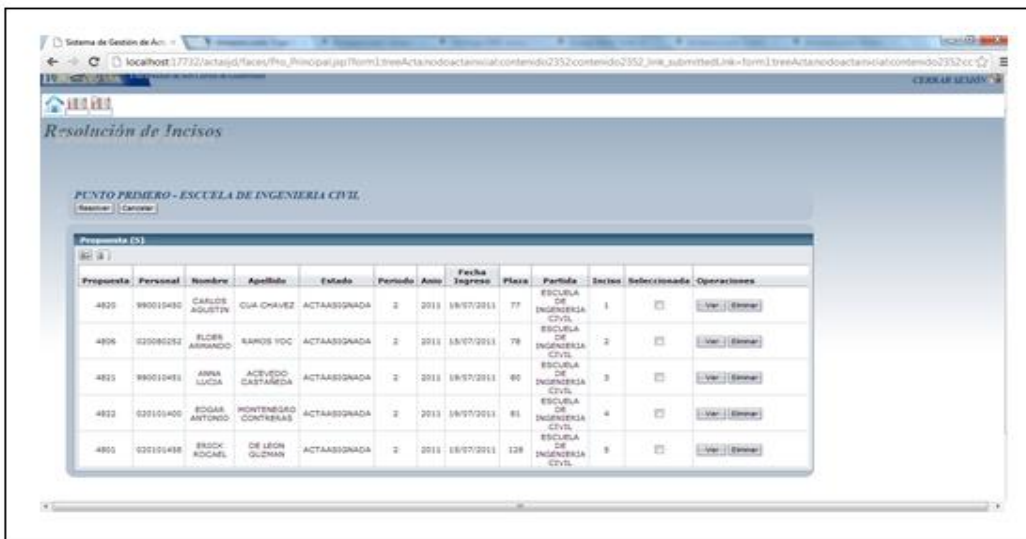 Sistema de Gestión de Act
localhost:17732/actasjd/faces/Pro_Principal.jsp?form1:treeActa:nodoactainicial:contenido2352:contenido2352_link_submittedLink=form1:treeActa:nodoactainicial:contenido2352:cc
CERRAR SESIÓN
Resolución de Incisos
PUNTO PRIMERO - ESCUELA DE INGENIERIA CIVIL
Resolver Cancelar
Propuesta (5)
Propuesta Personal Nombre Apellido Estado Periodo Anio Fecha Ingreso Plaza Partida Inciso Seleccionada Operaciones
4820 990010450 CARLOS AGUSTIN CUA CHAVEZ ACTAASIGNADA 2 2011 19/07/2011 77 ESCUELA DE INGENIERIA CIVIL 1 Ver Eliminar
4806 020080252 ARMANDO RAMOS YOC ACTAASIGNADA 2 2011 15/07/2011 78 ESCUELA DE INGENIERIA CIVIL 2 Ver Eliminar
4821 990010451 ANNA LUCIA ACEVEDO CASTAÑEDA ACTAASIGNADA 2 2011 19/07/2011 80 ESCUELA DE INGENIERIA CIVIL 3 Ver Eliminar
4822 020101400 EDGAR ANTONIO MONTENEGRO CONTRERAS ACTAASIGNADA 2 2011 19/07/2011 81 ESCUELA DE INGENIERIA CIVIL 4 Ver Eliminar
4801 020101458 ERICK ROCAEL DE LEON GUZMAN ACTAASIGNADA 2 2011 15/07/2011 128 ESCUELA DE INGENIERIA CIVIL 5 Ver Eliminar